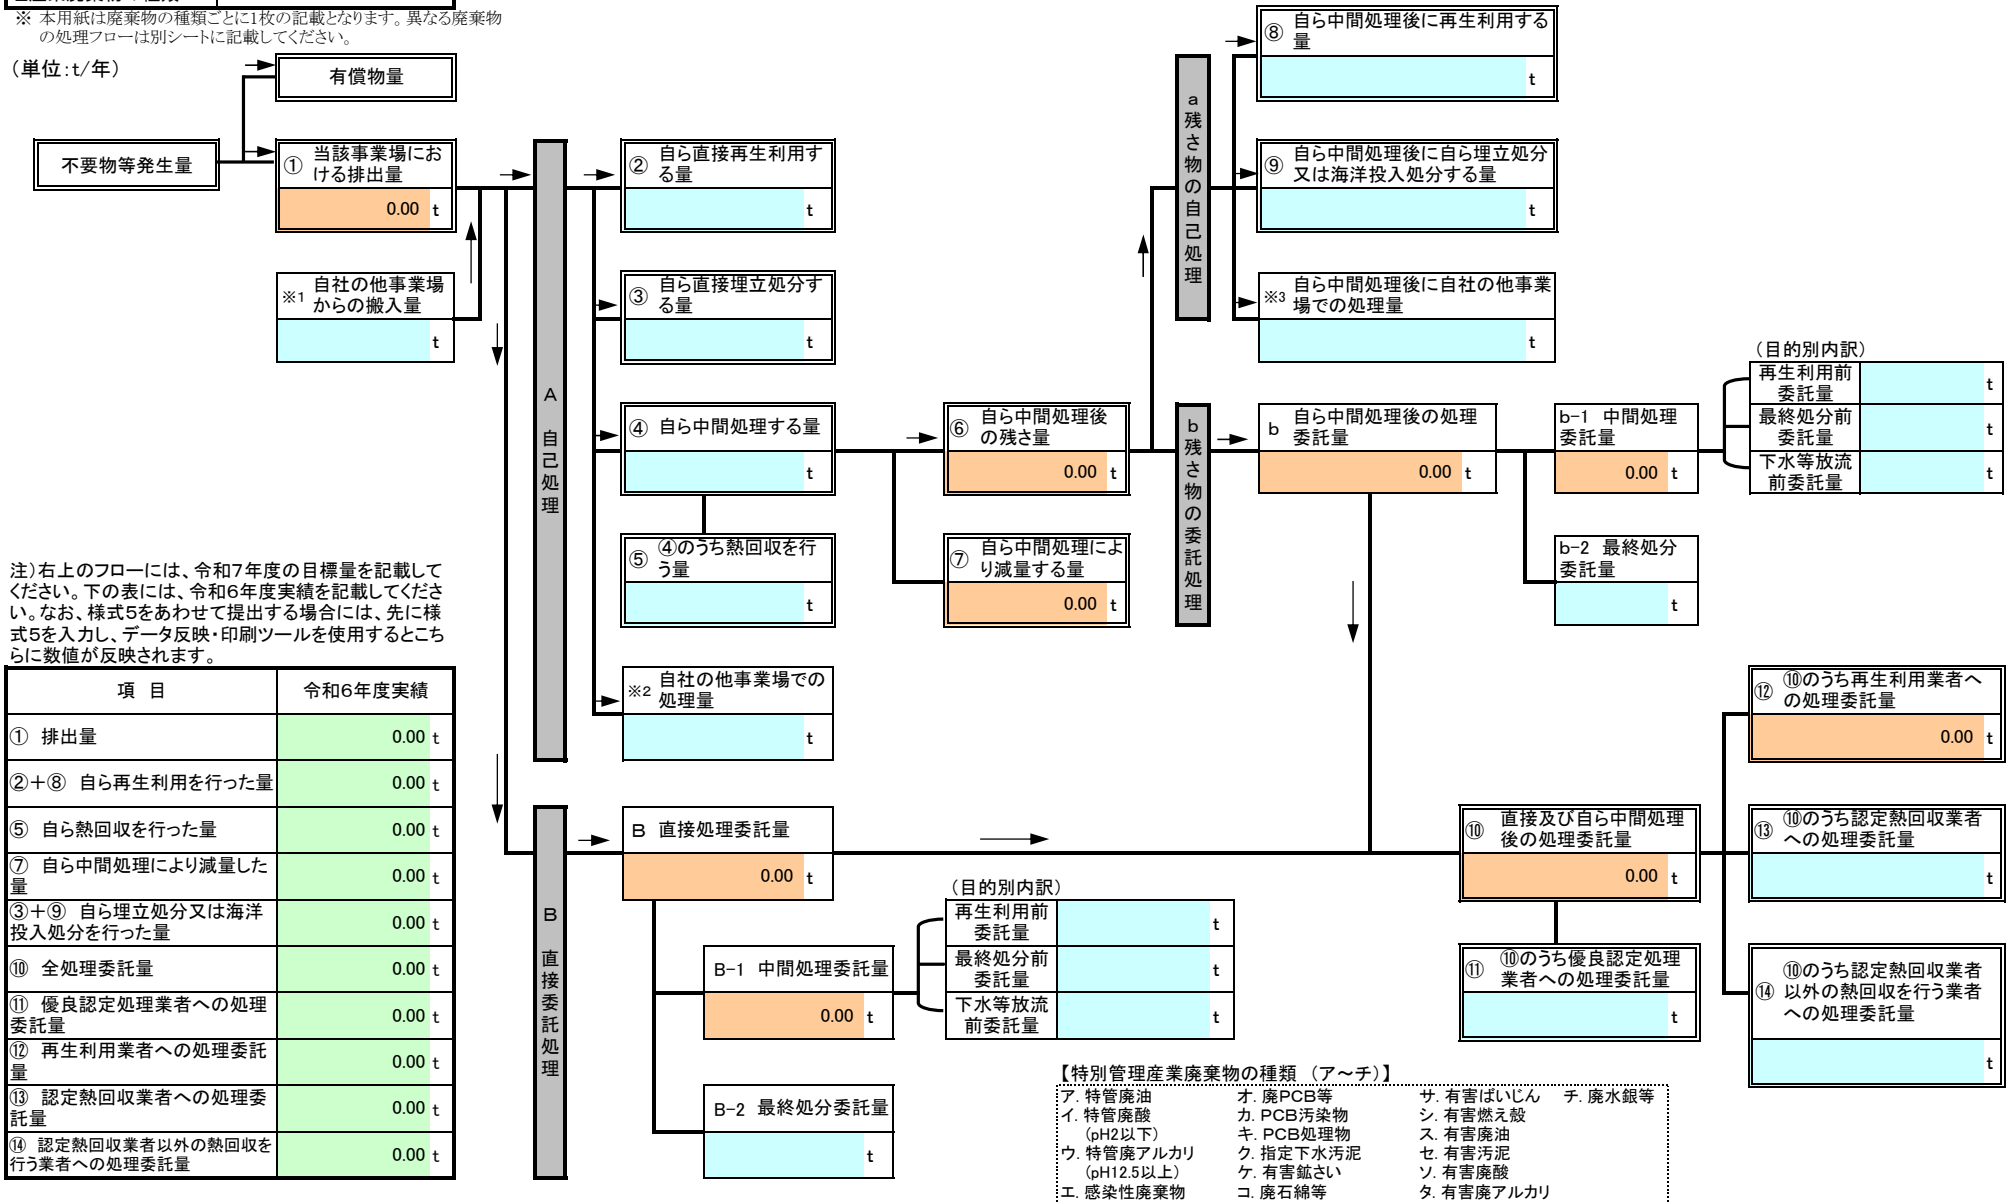 ※ 本用紙は廃棄物の種類ごとに1枚の記載となります。異なる廃棄物
の処理フローは別シートに記載してください。
（単位：t/年）
有償物量
不要物等発生量
① 当該事業場にお
ける排出量
0.00 t
※1 自社の他事業場
からの搬入量
t
A 自己処理
② 自ら直接再生利用す
る量
t
③ 自ら直接埋立処分す
る量
t
④ 自ら中間処理する量
t
⑤ ④のうち熱回収を行
う量
t
※2 自社の他事業場での
処理量
t
⑥ 自ら中間処理後
の残さ量
0.00 t
⑦ 自ら中間処理によ
り減量する量
0.00 t
a 残さ物の自己処理
⑧ 自ら中間処理後に再生利用する
量
t
⑨ 自ら中間処理後に自ら埋立処分
又は海洋投入処分する量
t
※3 自ら中間処理後に自社の他事業
場での処理量
t
b 残さ物の委託処理
b 自ら中間処理後の処理
委託量
0.00 t
b-1 中間処理
委託量
0.00 t
b-2 最終処分
委託量
t
（目的別内訳）
再生利用前
委託量
t
最終処分前
委託量
t
下水等放流
前委託量
t
注）右上のフローには、令和7年度の目標量を記載して
ください。下の表には、令和6年度実績を記載してくださ
い。なお、様式5をあわせて提出する場合には、先に様
式5を入力し、データ反映・印刷ツールを使用するとこち
らに数値が反映されます。
項 目 令和6年度実績
① 排出量 0.00 t
②＋⑧ 自ら再生利用を行った量 0.00 t
⑤ 自ら熱回収を行った量 0.00 t
⑦ 自ら中間処理により減量した
量 0.00 t
③＋⑨ 自ら埋立処分又は海洋
投入処分を行った量 0.00 t
⑩ 全処理委託量 0.00 t
⑪ 優良認定処理業者への処理
委託量 0.00 t
⑫ 再生利用業者への処理委託
量 0.00 t
⑬ 認定熱回収業者への処理委
託量 0.00 t
⑭ 認定熱回収業者以外の熱回収を
行う業者への処理委託量 0.00 t
B 直接委託処理
B 直接処理委託量
0.00 t
B-1 中間処理委託量
0.00 t
B-2 最終処分委託量
t
（目的別内訳）
再生利用前
委託量
t
最終処分前
委託量
t
下水等放流
前委託量
t
⑩ 直接及び自ら中間処理
後の処理委託量
0.00 t
⑪ ⑩のうち優良認定処理
業者への処理委託量
t
⑫ ⑩のうち再生利用業者へ
の処理委託量
0.00 t
⑬ ⑩のうち認定熱回収業者
への処理委託量
t
⑭ ⑩のうち認定熱回収業者
以外の熱回収を行う業者
への処理委託量
t
【特別管理産業廃棄物の種類 （ア～チ）】
ア. 特管廃油 オ. 廃PCB等 サ. 有害ばいじん チ. 廃水銀等
イ. 特管廃酸 カ. PCB汚染物 シ. 有害燃え殻
（pH2以下） キ. PCB処理物 ス. 有害廃油
ウ. 特管廃アルカリ ク. 指定下水汚泥 セ. 有害汚泥
（pH12.5以上） ケ. 有害鉱さい ソ. 有害廃酸
エ. 感染性廃棄物 コ. 廃石綿等 タ. 有害廃アルカリ